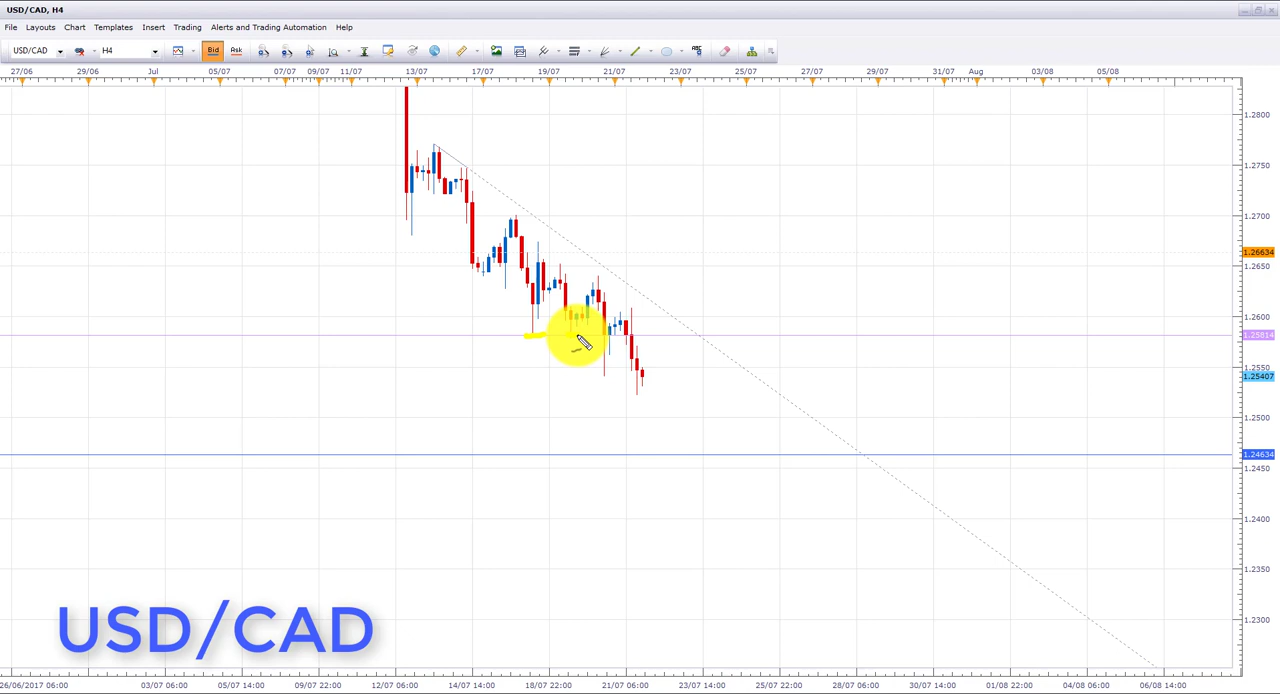 USD/CAD, H4
File Layouts Chart Templates Insert Trading Alerts and Trading Automation Help
USD/CAD H4 Bid Ask ABC
27/06 29/06 Jul 05/07 07/07 09/07 11/07 13/07 17/07 19/07 21/07 23/07 25/07 27/07 29/07 31/07 Aug 03/08 05/08
1.2800
1.2750
1.2700
1.26634
1.2650
1.2600
1.25814
1.2550
1.25407
1.2500
1.24634
1.2450
1.2400
1.2350
1.2300
USD/CAD
26/06/2017 06:00 03/07 06:00 05/07 14:00 09/07 22:00 12/07 06:00 14/07 14:00 18/07 22:00 21/07 06:00 23/07 14:00 25/07 22:00 28/07 06:00 30/07 14:00 01/08 22:00 04/08 06:00 06/08 14:00